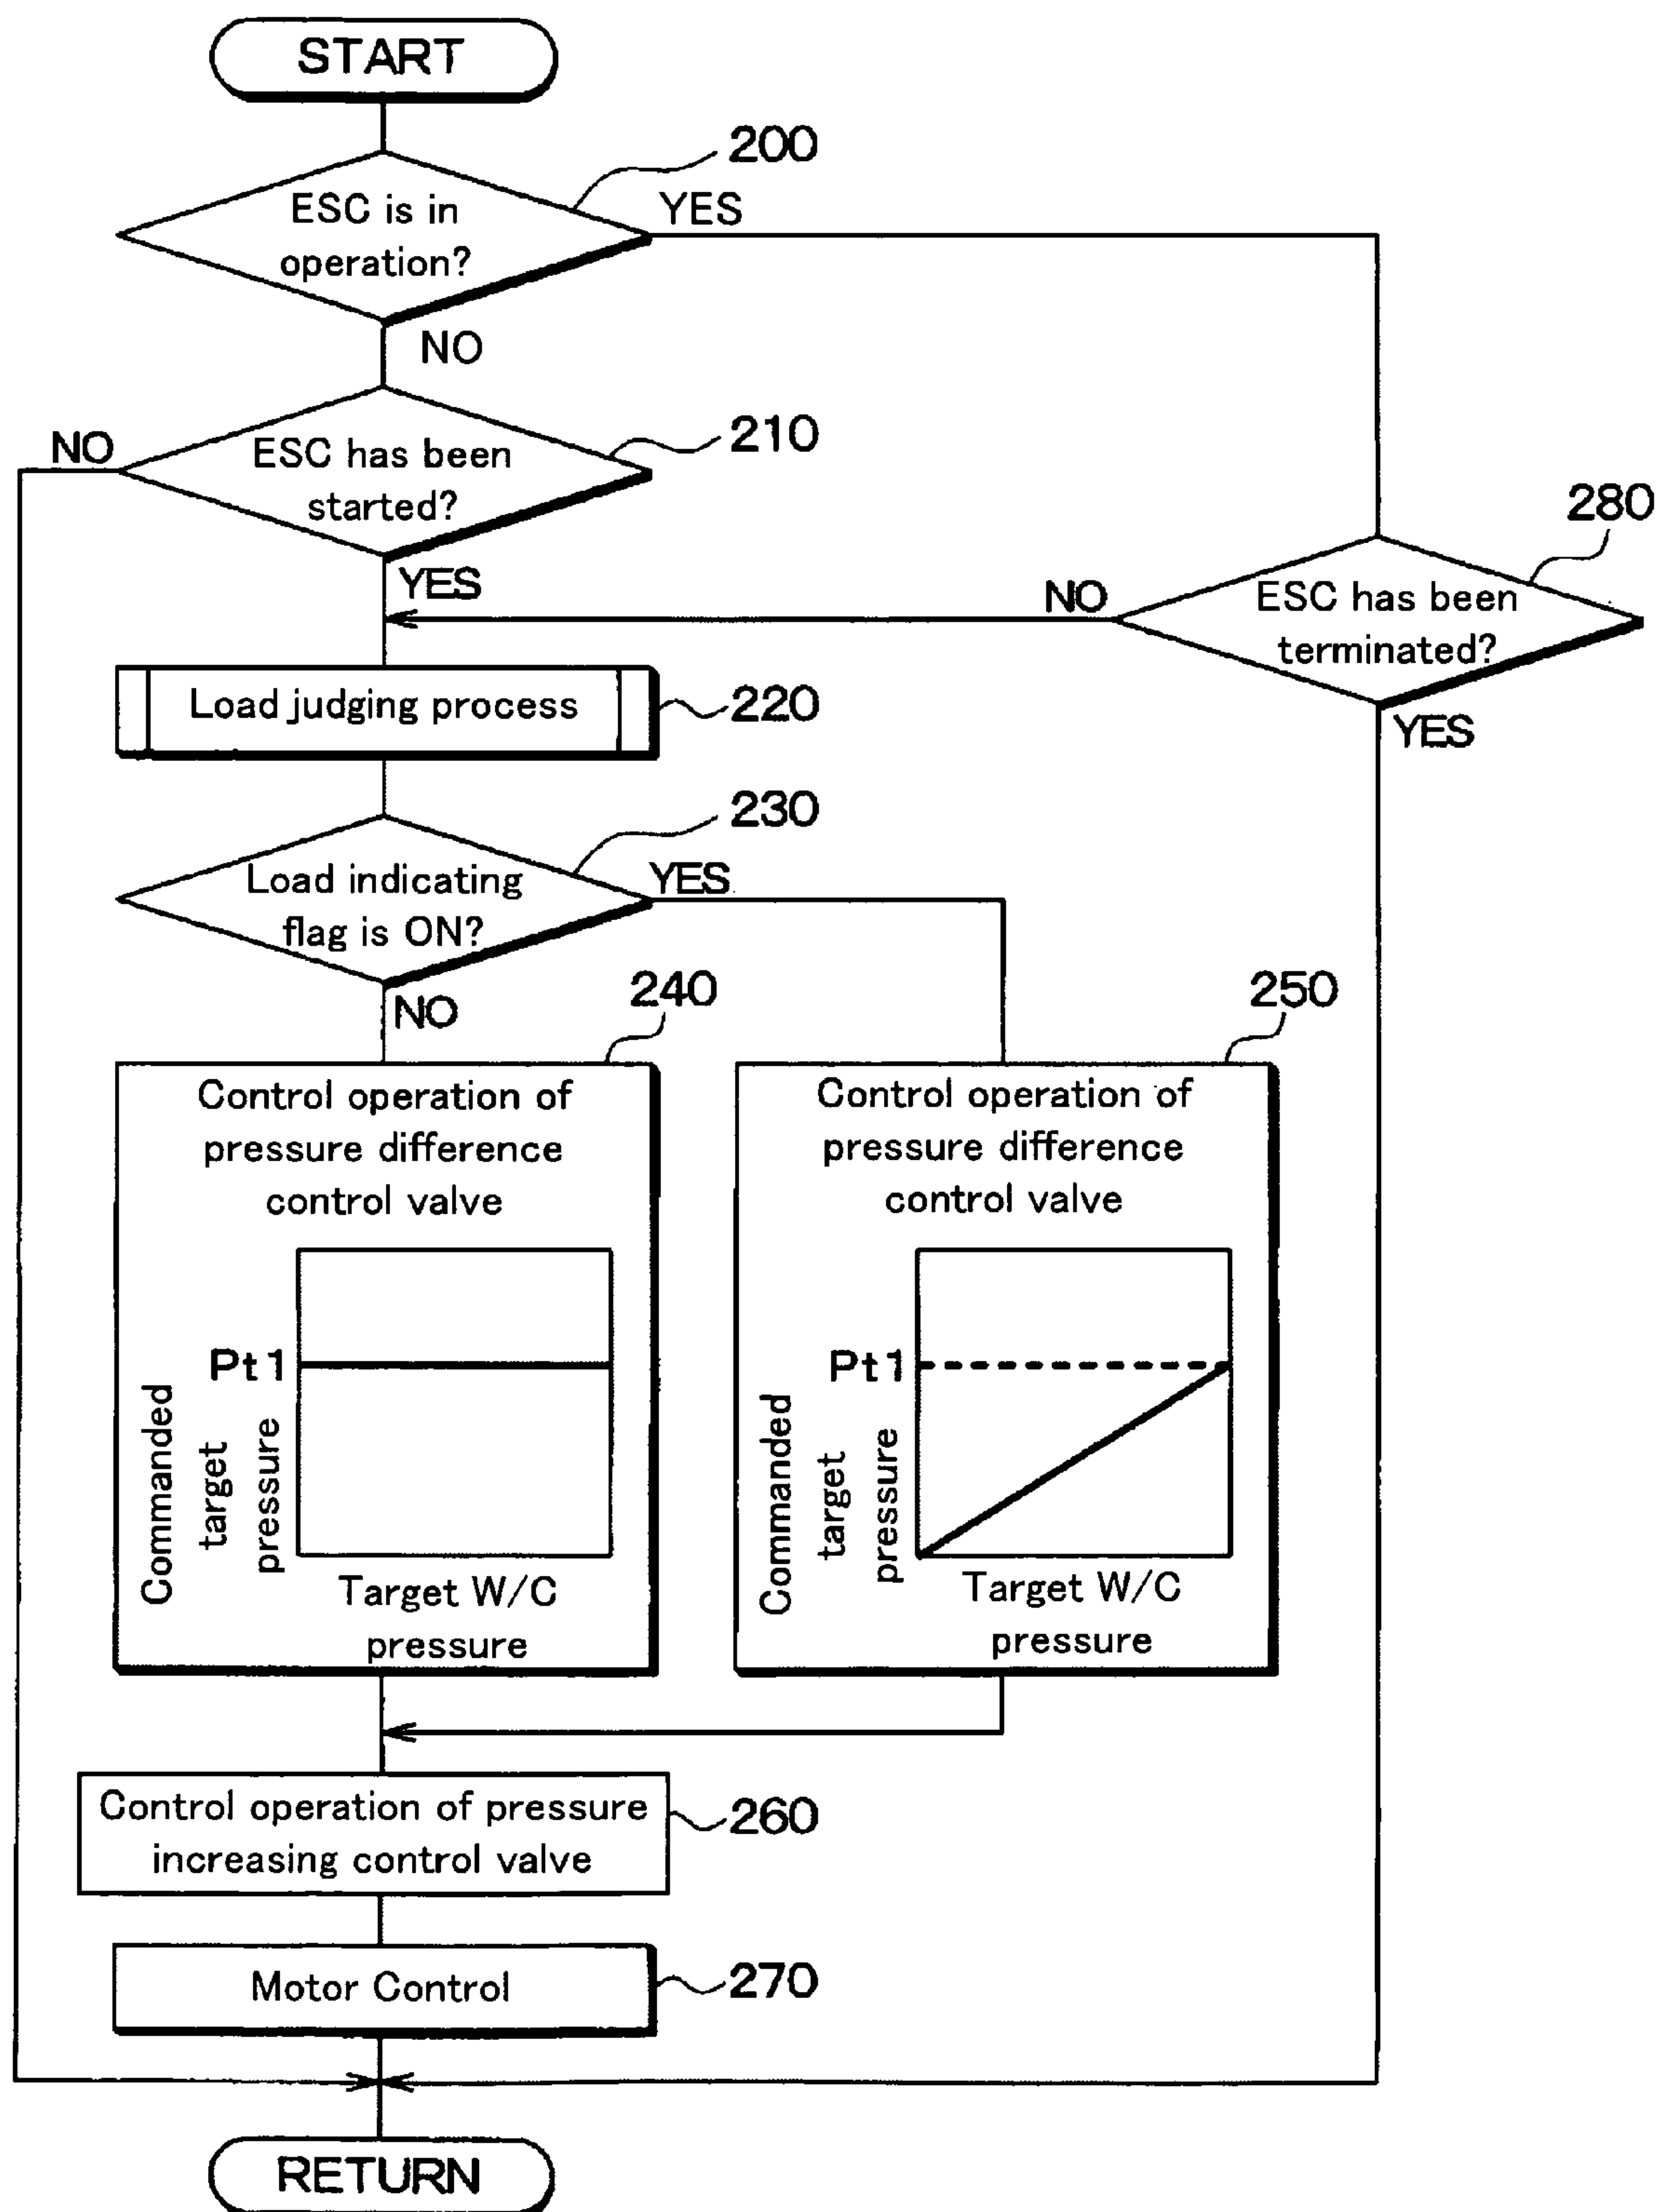 START
200
ESC is in
operation?
YES
NO
210
NO
ESC has been
started?
YES
280
NO
ESC has been
terminated?
YES
Load judging process
220
230
Load indicating
flag is ON?
YES
NO
240
Control operation of
pressure difference
control valve
Pt1
Commanded
target
pressure
Target W/C
pressure
250
Control operation of
pressure difference
control valve
Pt1
Commanded
target
pressure
Target W/C
pressure
Control operation of pressure
increasing control valve
260
Motor Control
270
RETURN